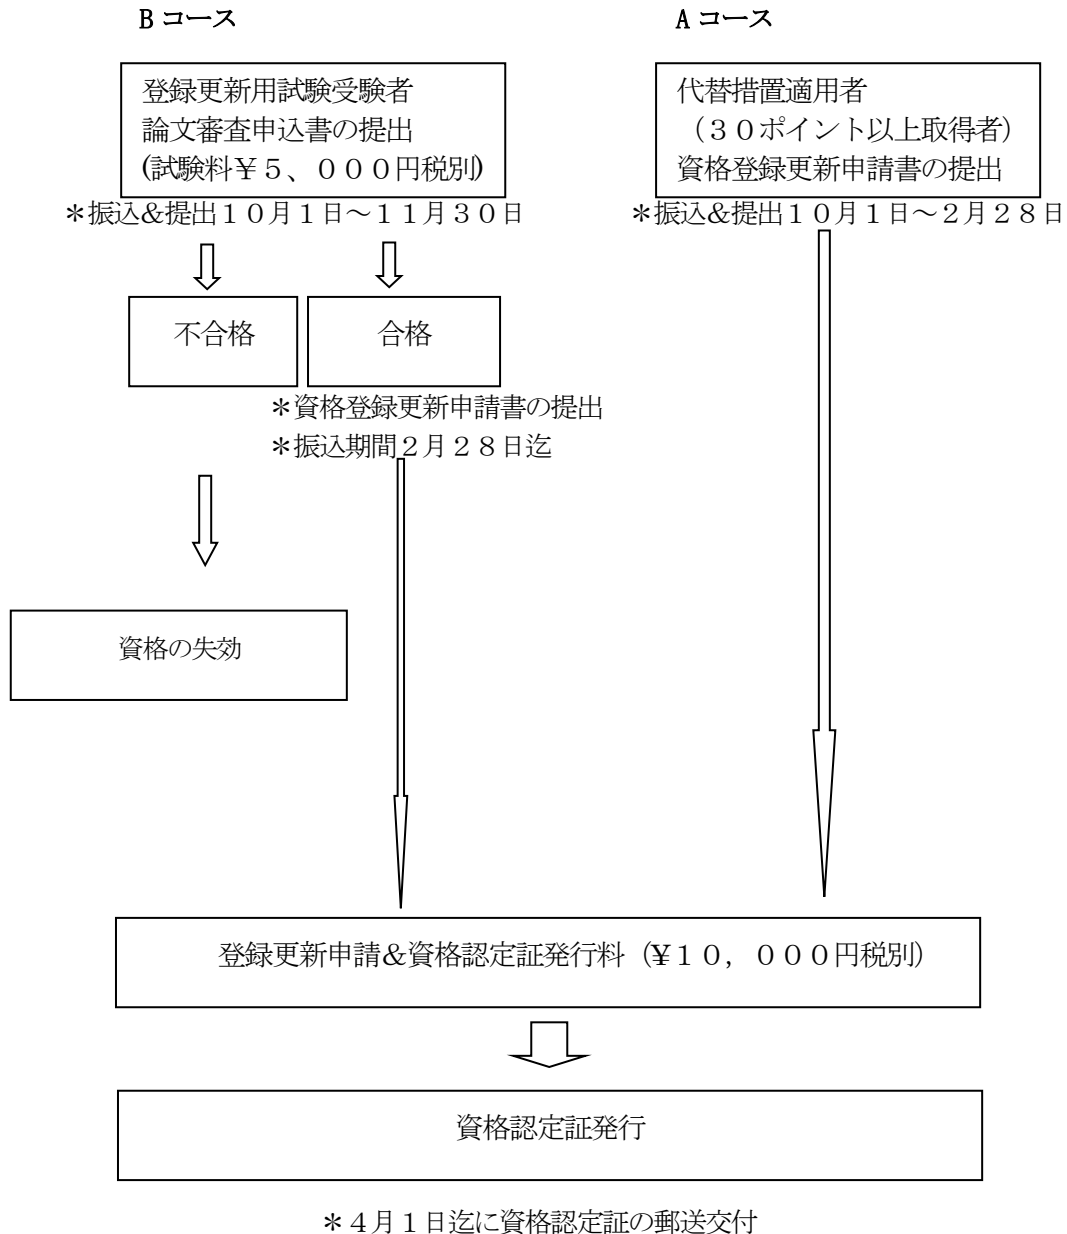 B コース
A コース
登録更新用試験受験者
論文審査申込書の提出
(試験料￥５、０００円税別)
＊振込&提出１０月１日～１１月３０日
代替措置適用者
（３０ポイント以上取得者）
資格登録更新申請書の提出
＊振込&提出１０月１日～２月２８日
不合格
合格
＊資格登録更新申請書の提出
＊振込期間２月２８日迄
資格の失効
登録更新申請&資格認定証発行料（¥１０，０００円税別）
資格認定証発行
＊４月１日迄に資格認定証の郵送交付